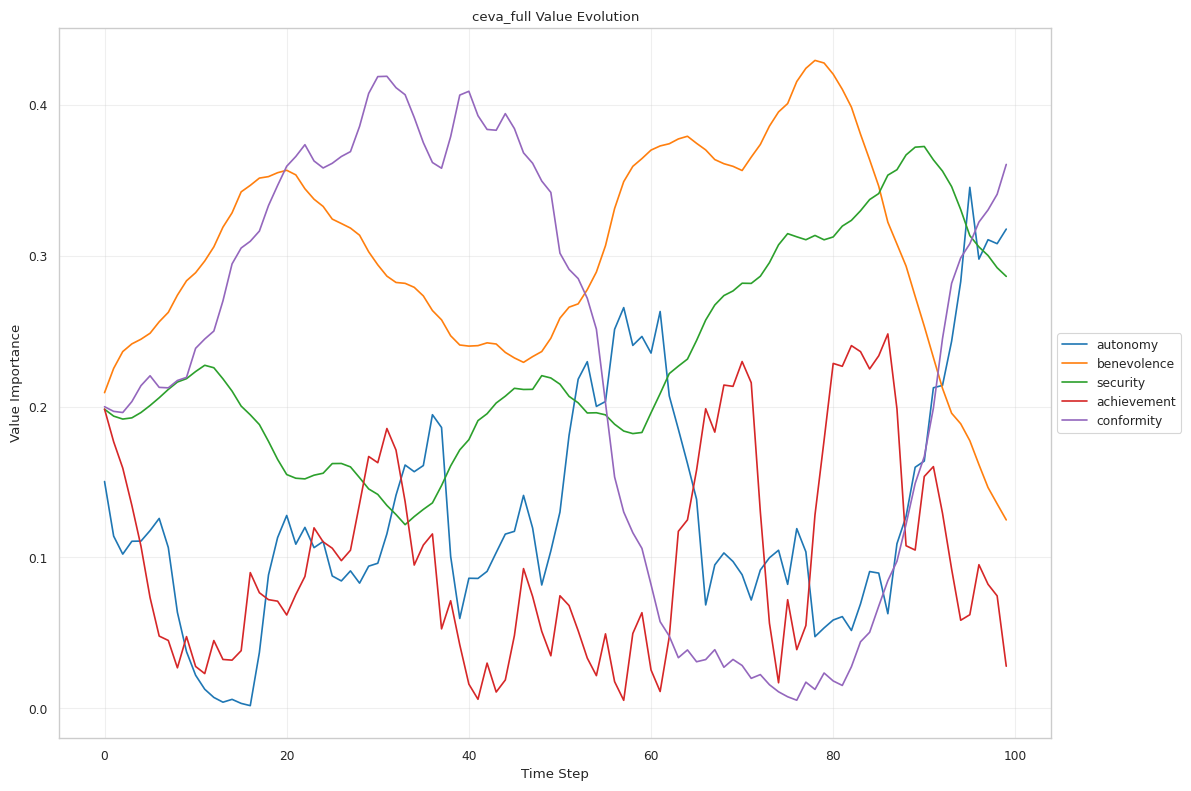 ceva_full Value Evolution
Value Importance
0.4
0.3
0.2
0.1
0.0
0
20
40
60
80
100
Time Step
autonomy
benevolence
security
achievement
conformity